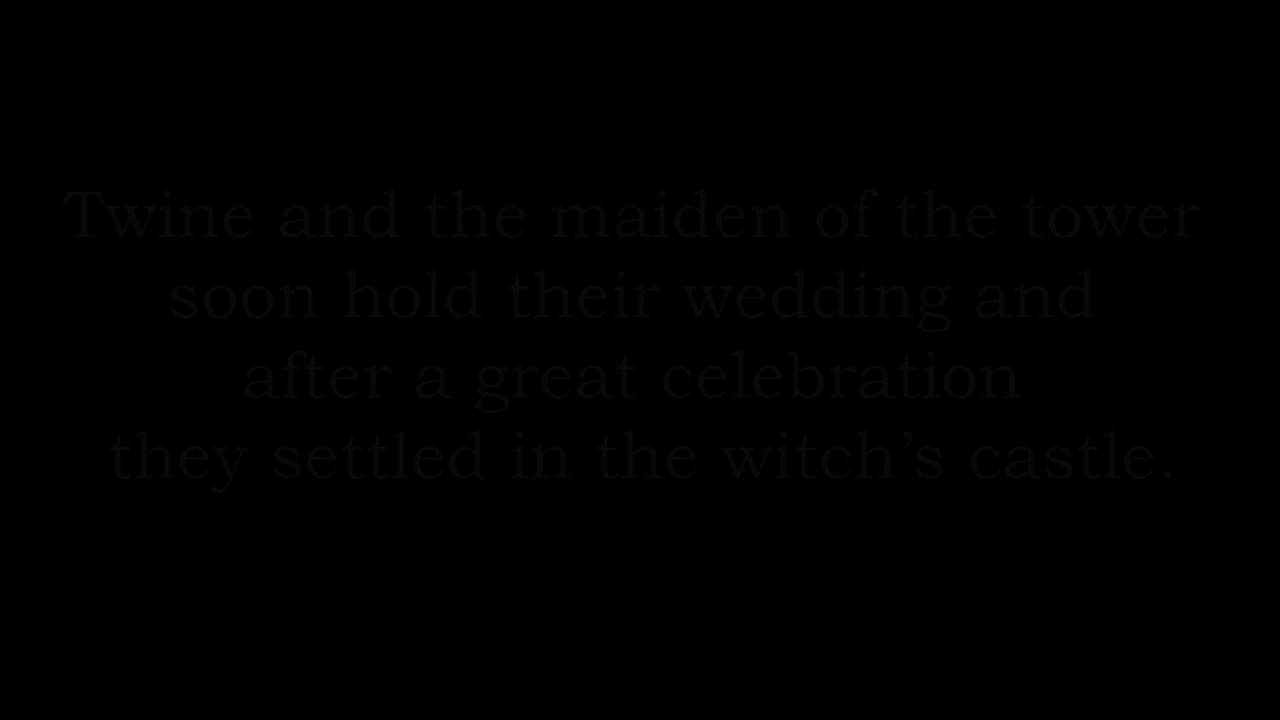 Twine and the maiden of the tower
soon hold their wedding and
after a great celebration
they settled in the witch’s castle.